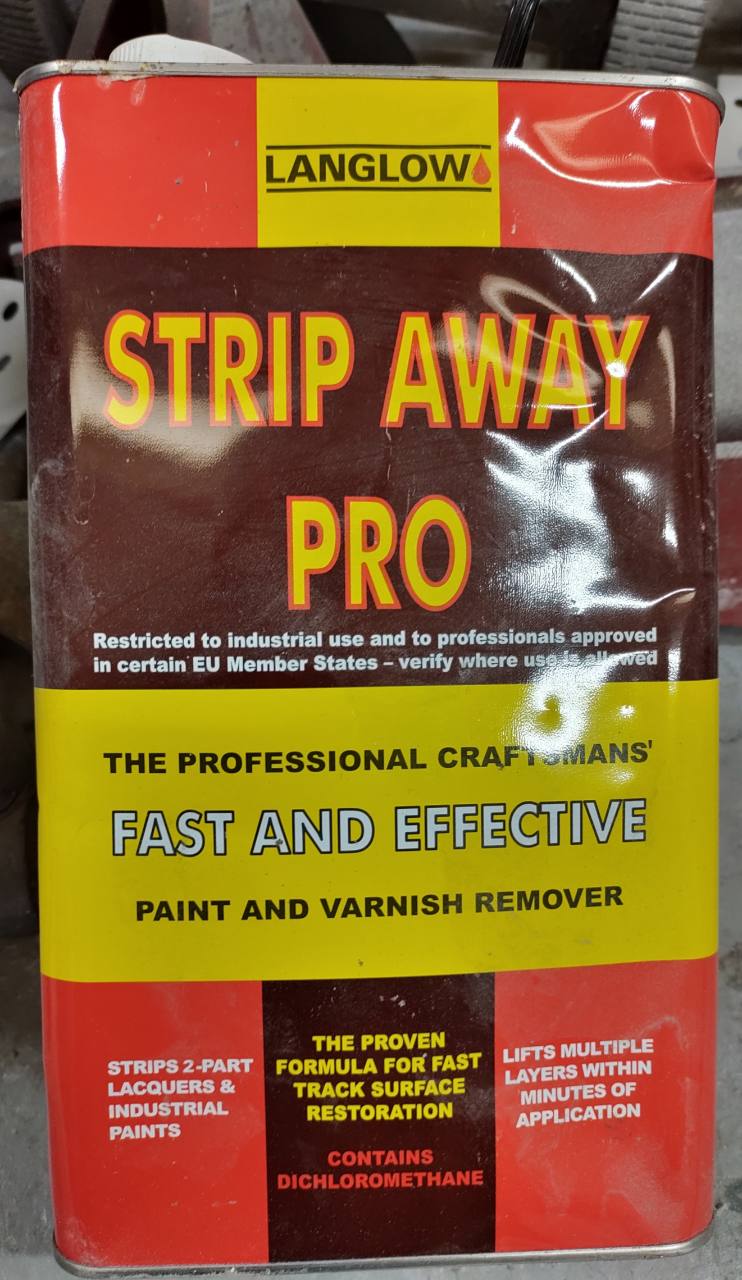 LANGLOW
STRIP AWAY
PRO
Restricted to industrial use and to professionals approved
in certain EU Member States – verify where use is allowed
THE PROFESSIONAL CRAFTSMANS'
FAST AND EFFECTIVE
PAINT AND VARNISH REMOVER
STRIPS 2-PART
LACQUERS &
INDUSTRIAL
PAINTS
THE PROVEN
FORMULA FOR FAST
TRACK SURFACE
RESTORATION
CONTAINS
DICHLOROMETHANE
LIFTS MULTIPLE
LAYERS WITHIN
MINUTES OF
APPLICATION